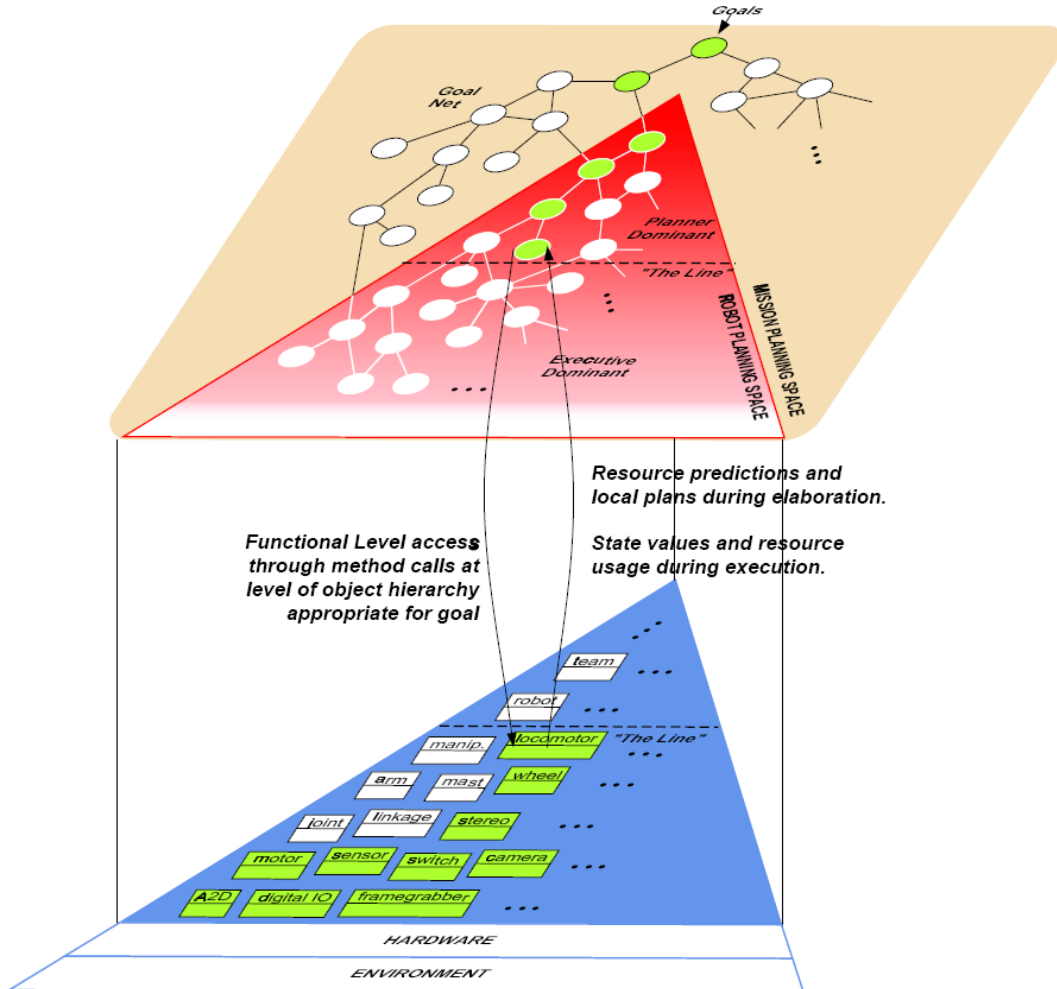 Goals
Goal
Net
Planner
Dominant
"The Line"
MISSION PLANNING SPACE
ROBOT PLANNING SPACE
Executive
Dominant
Resource predictions and
local plans during elaboration.
State values and resource
usage during execution.
Functional Level access
through method calls at
level of object hierarchy
appropriate for goal
team
robot
"The Line"
manip. locomotor
arm mast wheel
joint linkage stereo
motor sensor switch camera
A2D digital IO framegrabber
HARDWARE
ENVIRONMENT